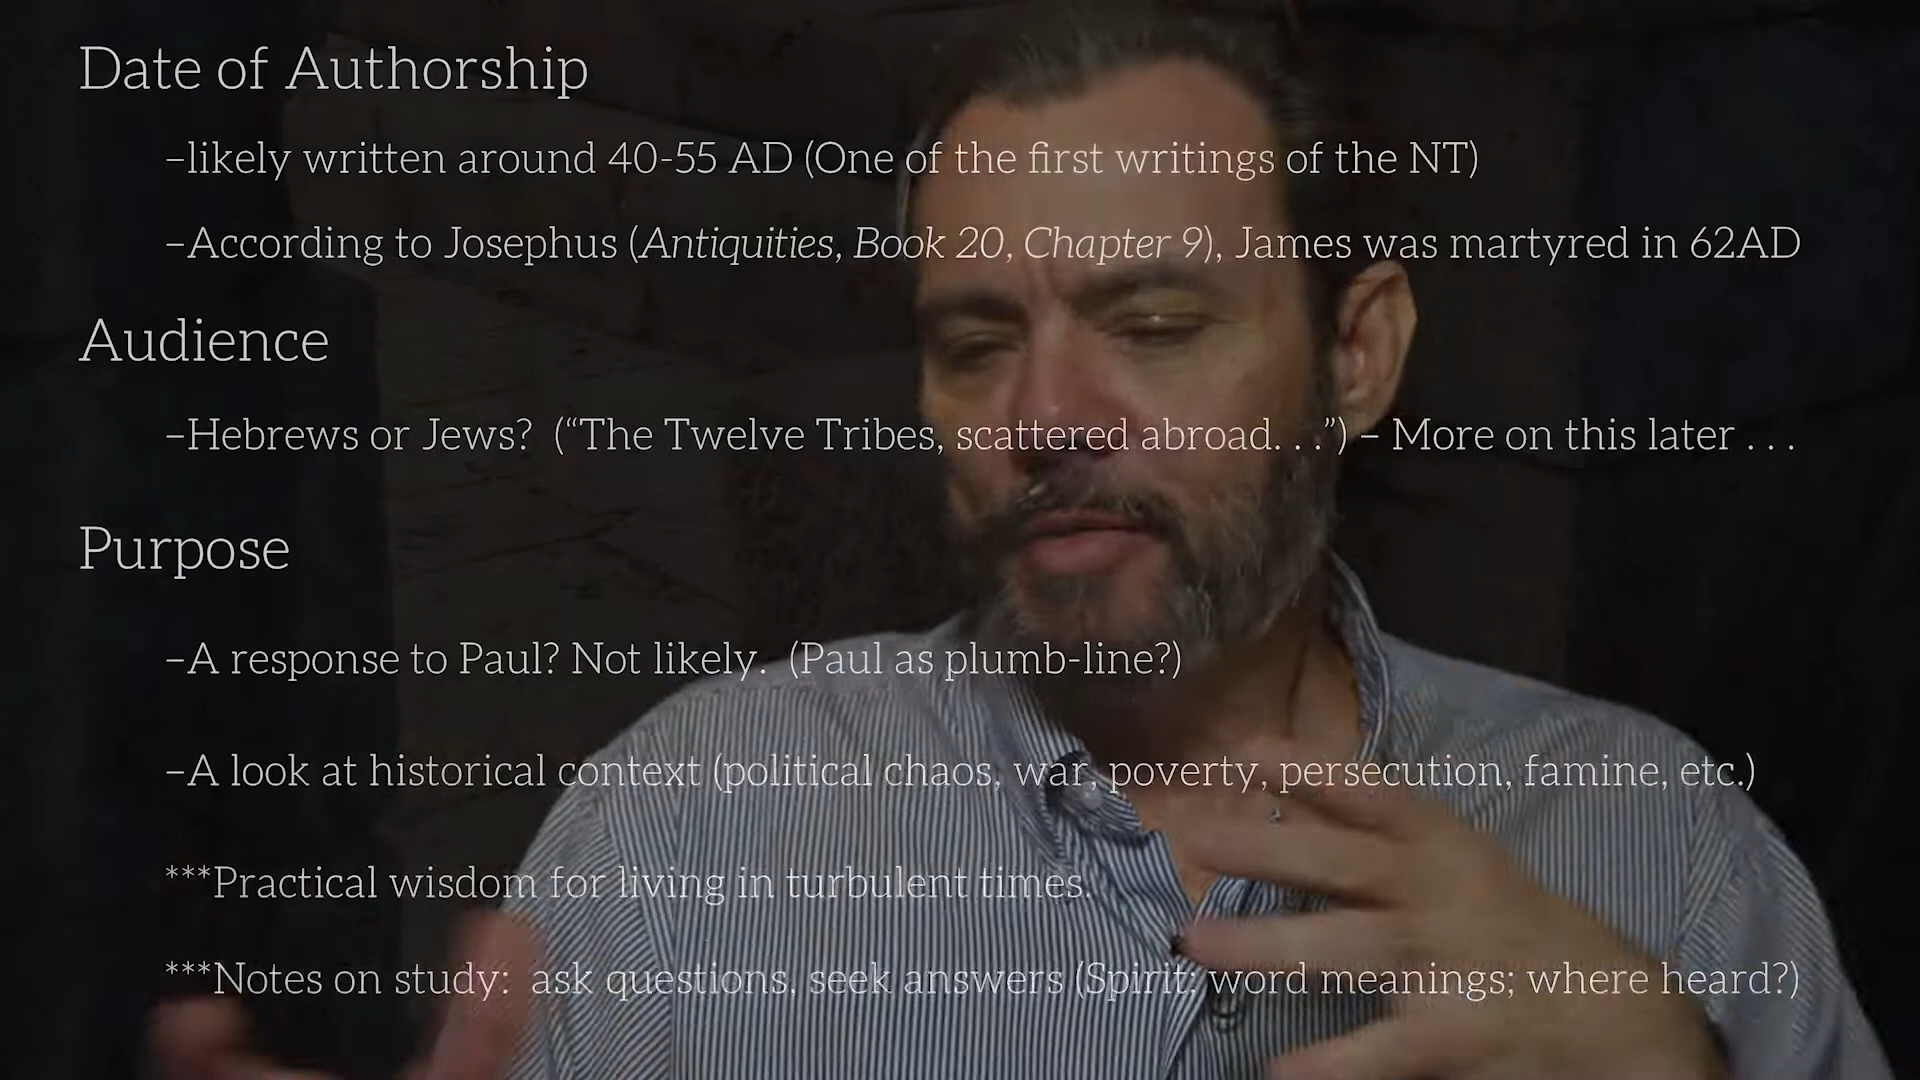 Date of Authorship
–likely written around 40-55 AD (One of the first writings of the NT)
–According to Josephus (Antiquities, Book 20, Chapter 9), James was martyred in 62AD
Audience
–Hebrews or Jews?  (“The Twelve Tribes, scattered abroad. . .”) – More on this later . . .
Purpose
–A response to Paul? Not likely.  (Paul as plumb-line?)
–A look at historical context (political chaos, war, poverty, persecution, famine, etc.)
***Practical wisdom for living in turbulent times.
***Notes on study:  ask questions, seek answers (Spirit; word meanings; where heard?)